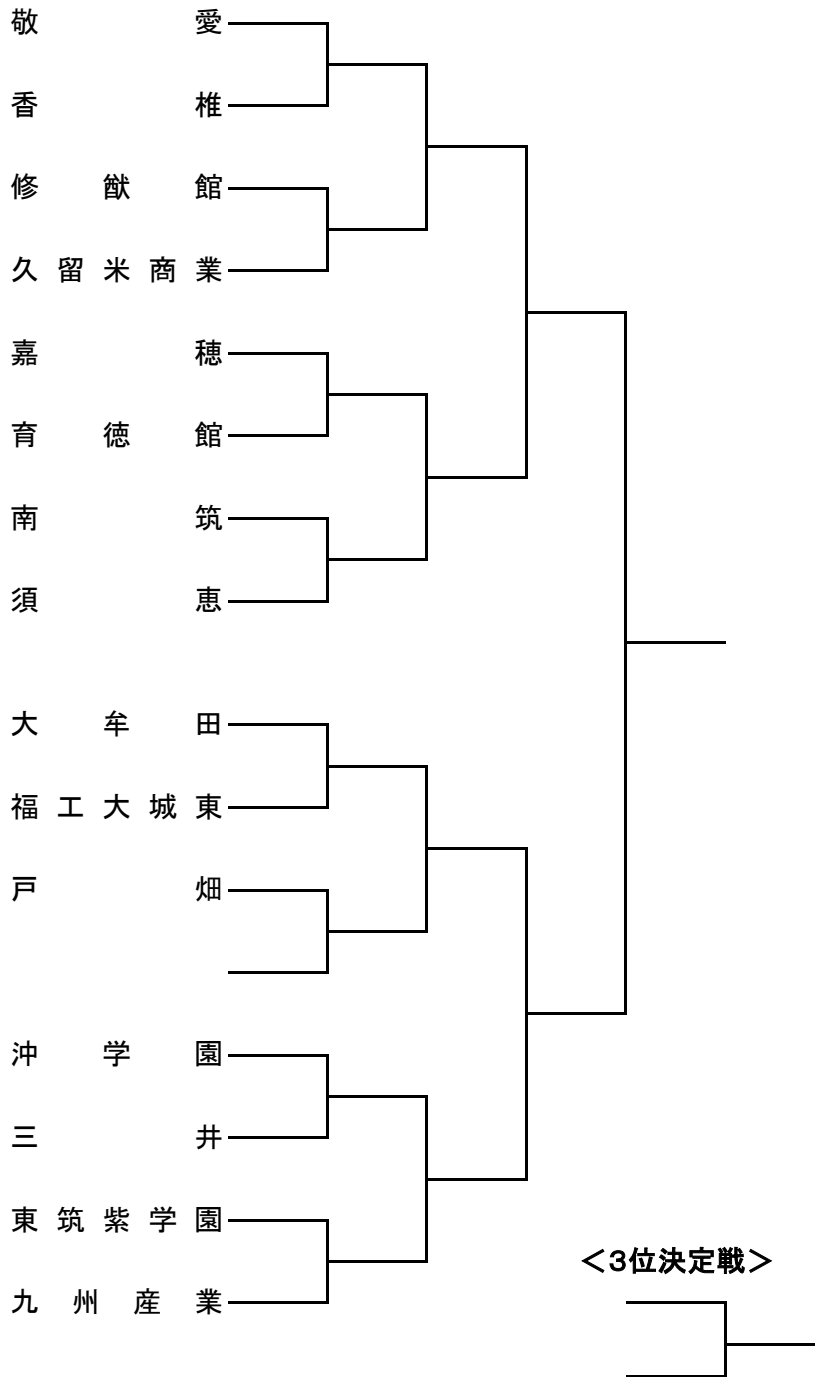 敬愛
香椎
修猷館
久留米商業
嘉穂
育徳館
南筑
須恵
大牟田
福工大城東
戸畑
沖学園
三井
東筑紫学園
九州産業
＜3位決定戦＞